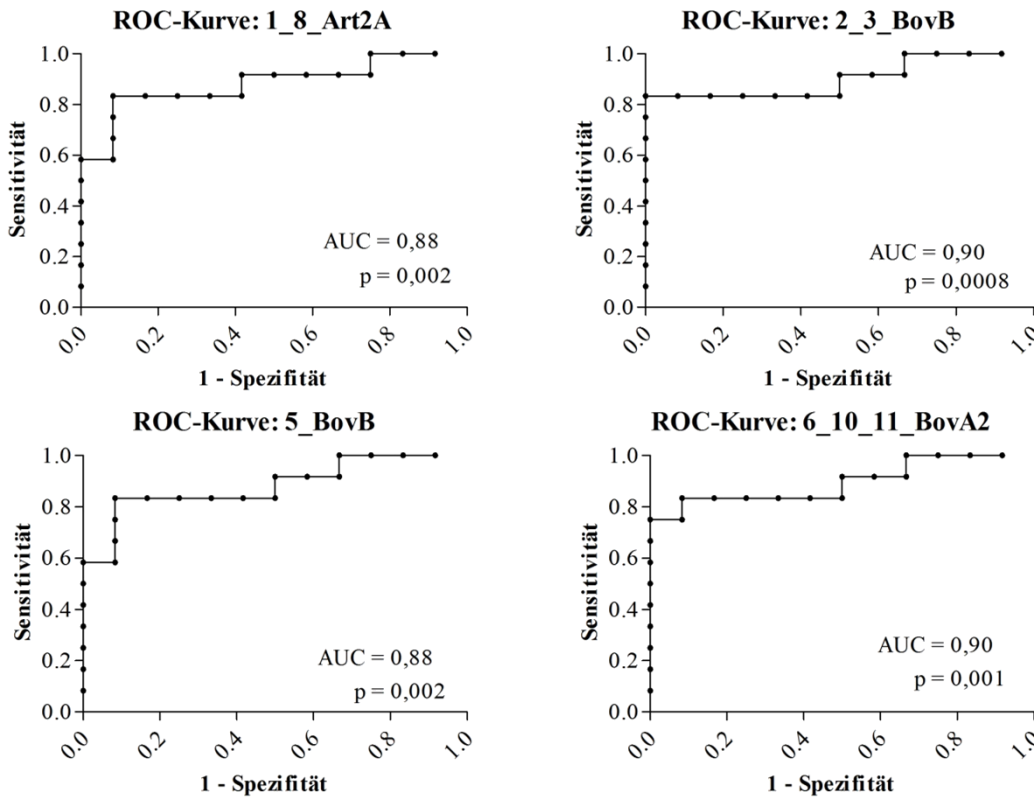 ROC-Kurve: 1_8_Art2A
1.0
0.8
0.6
0.4
0.2
0.0
Sensitivität
AUC = 0,88
p = 0,002
0.0 0.2 0.4 0.6 0.8 1.0
1 - Spezifität
ROC-Kurve: 2_3_BovB
1.0
0.8
0.6
0.4
0.2
0.0
Sensitivität
AUC = 0,90
p = 0,0008
0.0 0.2 0.4 0.6 0.8 1.0
1 - Spezifität
ROC-Kurve: 5_BovB
1.0
0.8
0.6
0.4
0.2
0.0
Sensitivität
AUC = 0,88
p = 0,002
0.0 0.2 0.4 0.6 0.8 1.0
1 - Spezifität
ROC-Kurve: 6_10_11_BovA2
1.0
0.8
0.6
0.4
0.2
0.0
Sensitivität
AUC = 0,90
p = 0,001
0.0 0.2 0.4 0.6 0.8 1.0
1 - Spezifität